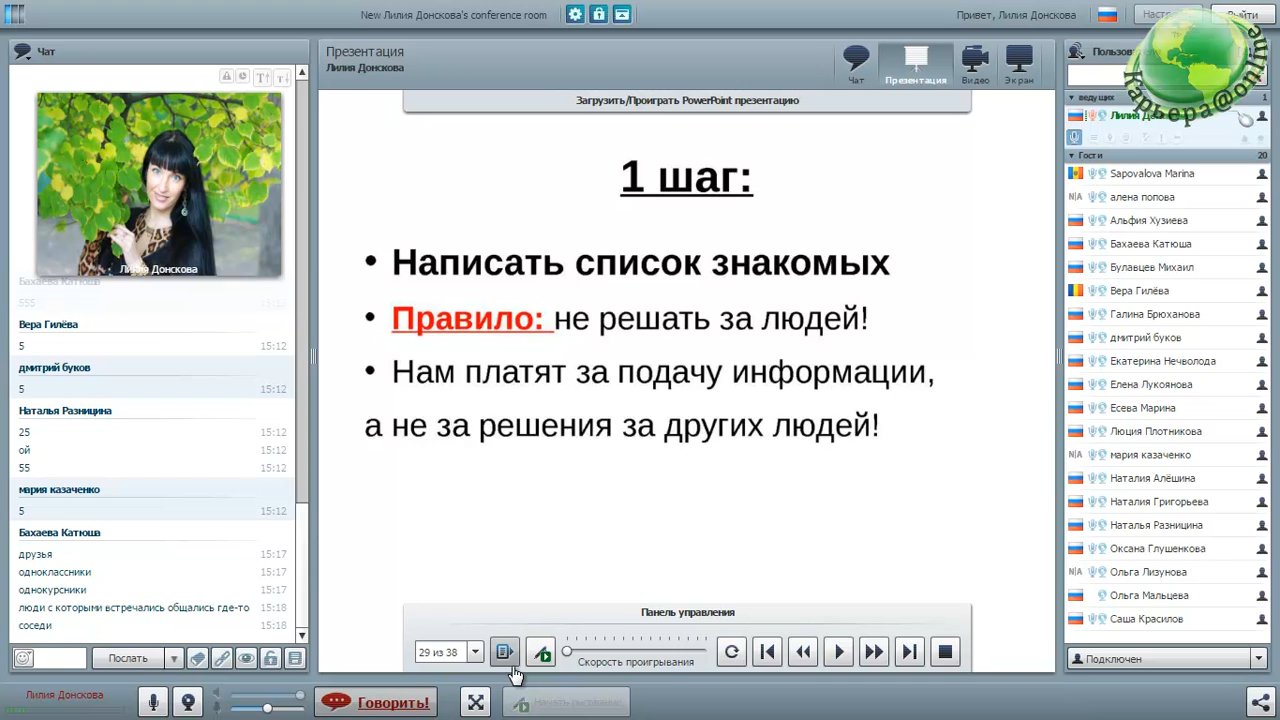 New Лилия Донскова's conference room
Привет, Лилия Донскова
Выйти
карьера@online
Чат
Лилия Донскова
Бахаева Катюша
555
15:12
Вера Гилёва
5 15:12
дмитрий буков
5 15:12
Наталья Разницина
25 15:12
ой 15:12
55 15:12
мария казаченко
5 15:12
Бахаева Катюша
друзья 15:17
одноклассники 15:17
однокурсники 15:17
люди с которыми встречались общались где-то 15:18
соседи 15:18
Послать
Презентация
Лилия Донскова
Чат
Презентация
Видео
Экран
Загрузить/Проиграть PowerPoint презентацию
1 шаг:
• Написать список знакомых
• Правило: не решать за людей!
• Нам платят за подачу информации,
а не за решения за других людей!
Панель управления
29 из 38
Скорость проигрывания
ведущих 1
Гости 20
Sapovalova Marina
N/A алена попова
Альфия Хузиева
Бахаева Катюша
Булавцев Михаил
Вера Гилёва
Галина Брюханова
дмитрий буков
Екатерина Нечволода
Елена Лукоянова
Есева Марина
Люция Плотникова
N/A мария казаченко
Наталия Алёшина
Наталия Григорьева
Наталья Разницина
Оксана Глушенкова
N/A Ольга Лизунова
Ольга Мальцева
Саша Красилов
Подключен
Лилия Донскова
Говорить!